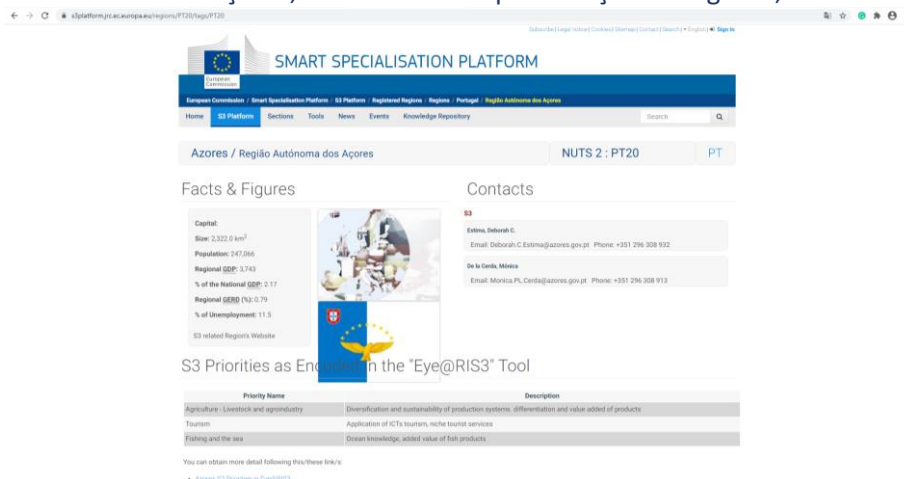 s3platform.jrc.ec.europa.eu/regions/PT20/tags/PT20
Subscribe | Legal notice | Cookies | Sitemap | Contact | Search | English | Sign in
European
Commission
SMART SPECIALISATION PLATFORM
European Commission / Smart Specialisation Platform / S3 Platform / Registered Regions / Regions / Portugal / Região Autónoma dos Açores
Home S3 Platform Sections Tools News Events Knowledge Repository Search
Azores / Região Autónoma dos Açores NUTS 2 : PT20 PT
Facts & Figures
Capital:
Size: 2,322.0 km²
Population: 247,066
Regional GDP: 3,743
% of the National GDP: 2.17
Regional GERD (%): 0.79
% of Unemployment: 11.5
S3 related Region's Website
Contacts
S3
Estima, Deborah C.
Email: Deborah.C.Estima@azores.gov.pt Phone: +351 296 308 932
De la Cerda, Mónica
Email: Monica.PL.Cerda@azores.gov.pt Phone: +351 296 308 913
S3 Priorities as Encoded in the "Eye@RIS3" Tool
Priority Name Description
Agriculture - Livestock and agroindustry Diversification and sustainability of production systems. differentiation and value added of products
Tourism Application of ICTs tourism, niche tourist services
Fishing and the sea Ocean knowledge, added value of fish products
You can obtain more detail following this/these link/s: